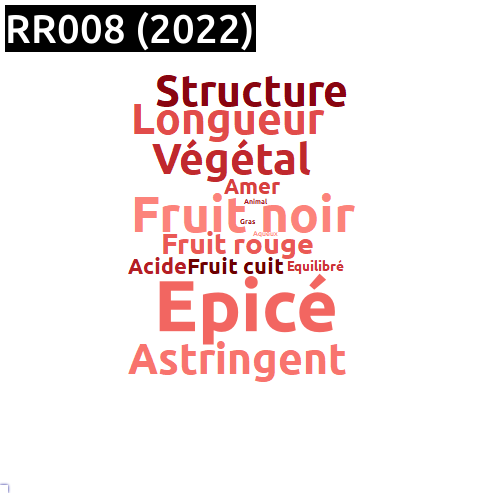 RR008 (2022)
Structure
Longueur
Végétal
Amer
Animal
Fruit noir
Gras
Aqueux
Fruit rouge
Acide Fruit cuit Equilibré
Epicé
Astringent